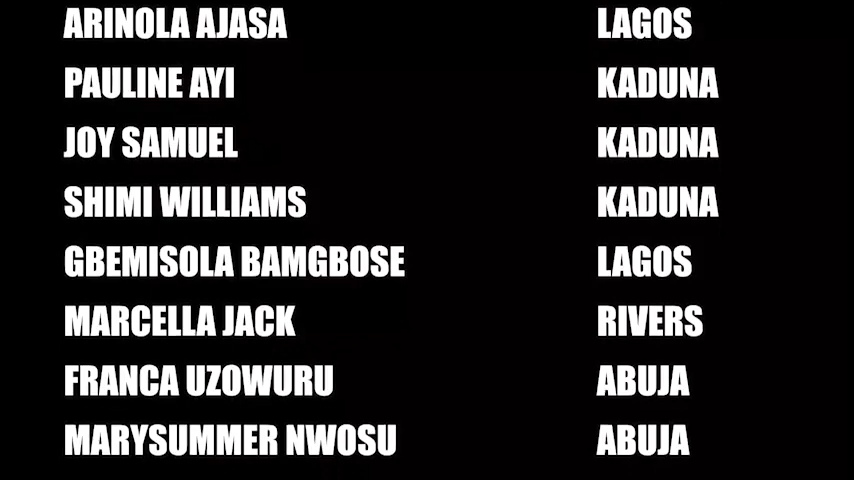 ARINOLA AJASA LAGOS
PAULINE AYI KADUNA
JOY SAMUEL KADUNA
SHIMI WILLIAMS KADUNA
GBEMISOLA BAMGBOSE LAGOS
MARCELLA JACK RIVERS
FRANCA UZOWURU ABUJA
MARYSUMMER NWOSU ABUJA